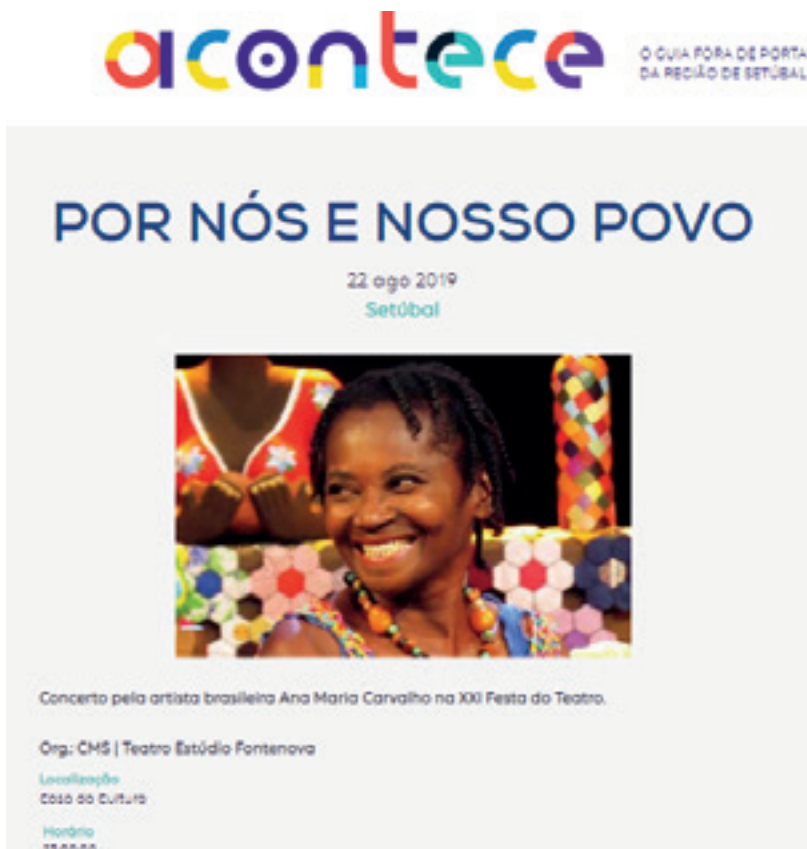 acontece
O GUIA FORA DE PORTA
DA REGIÃO DE SETÚBAL
POR NÓS E NOSSO POVO
22 ago 2019
Setúbal
Concerto pela artista brasileira Ana Maria Carvalho na XXI Festa do Teatro.
Org.: CMS | Teatro Estúdio Fontenova
Localização
Casa da Cultura
Horário